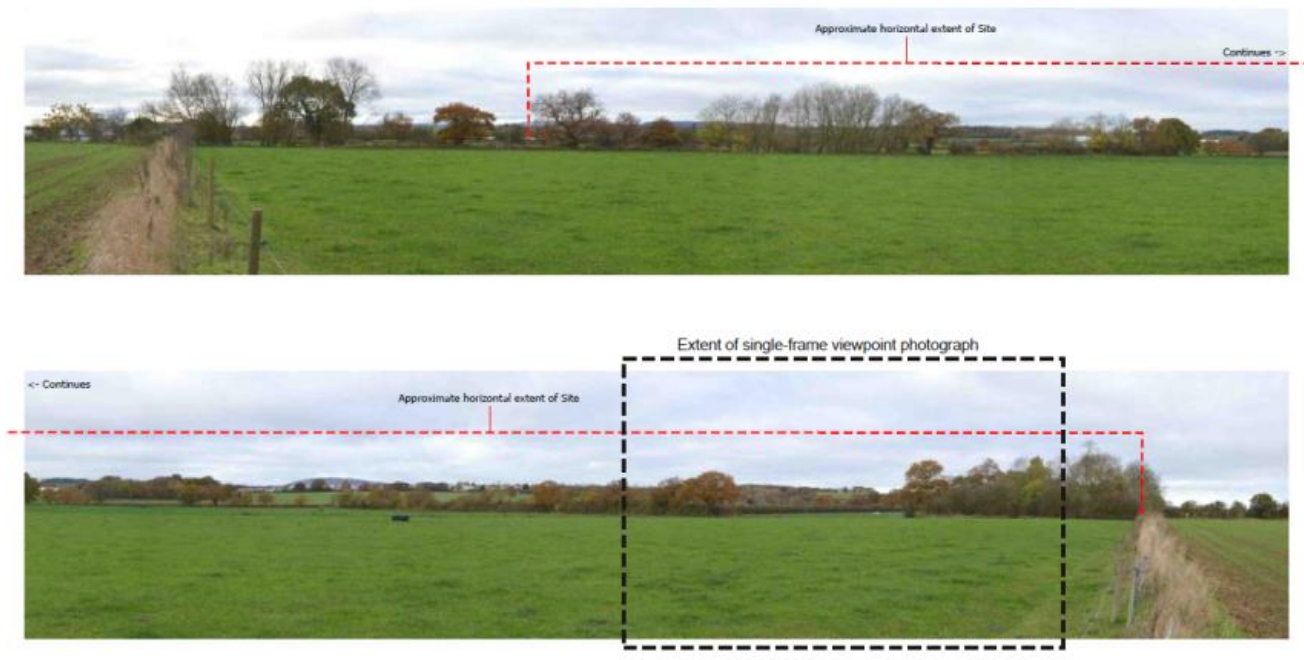 Approximate horizontal extent of Site
Continues ->
Extent of single-frame viewpoint photograph
<- Continues
Approximate horizontal extent of Site